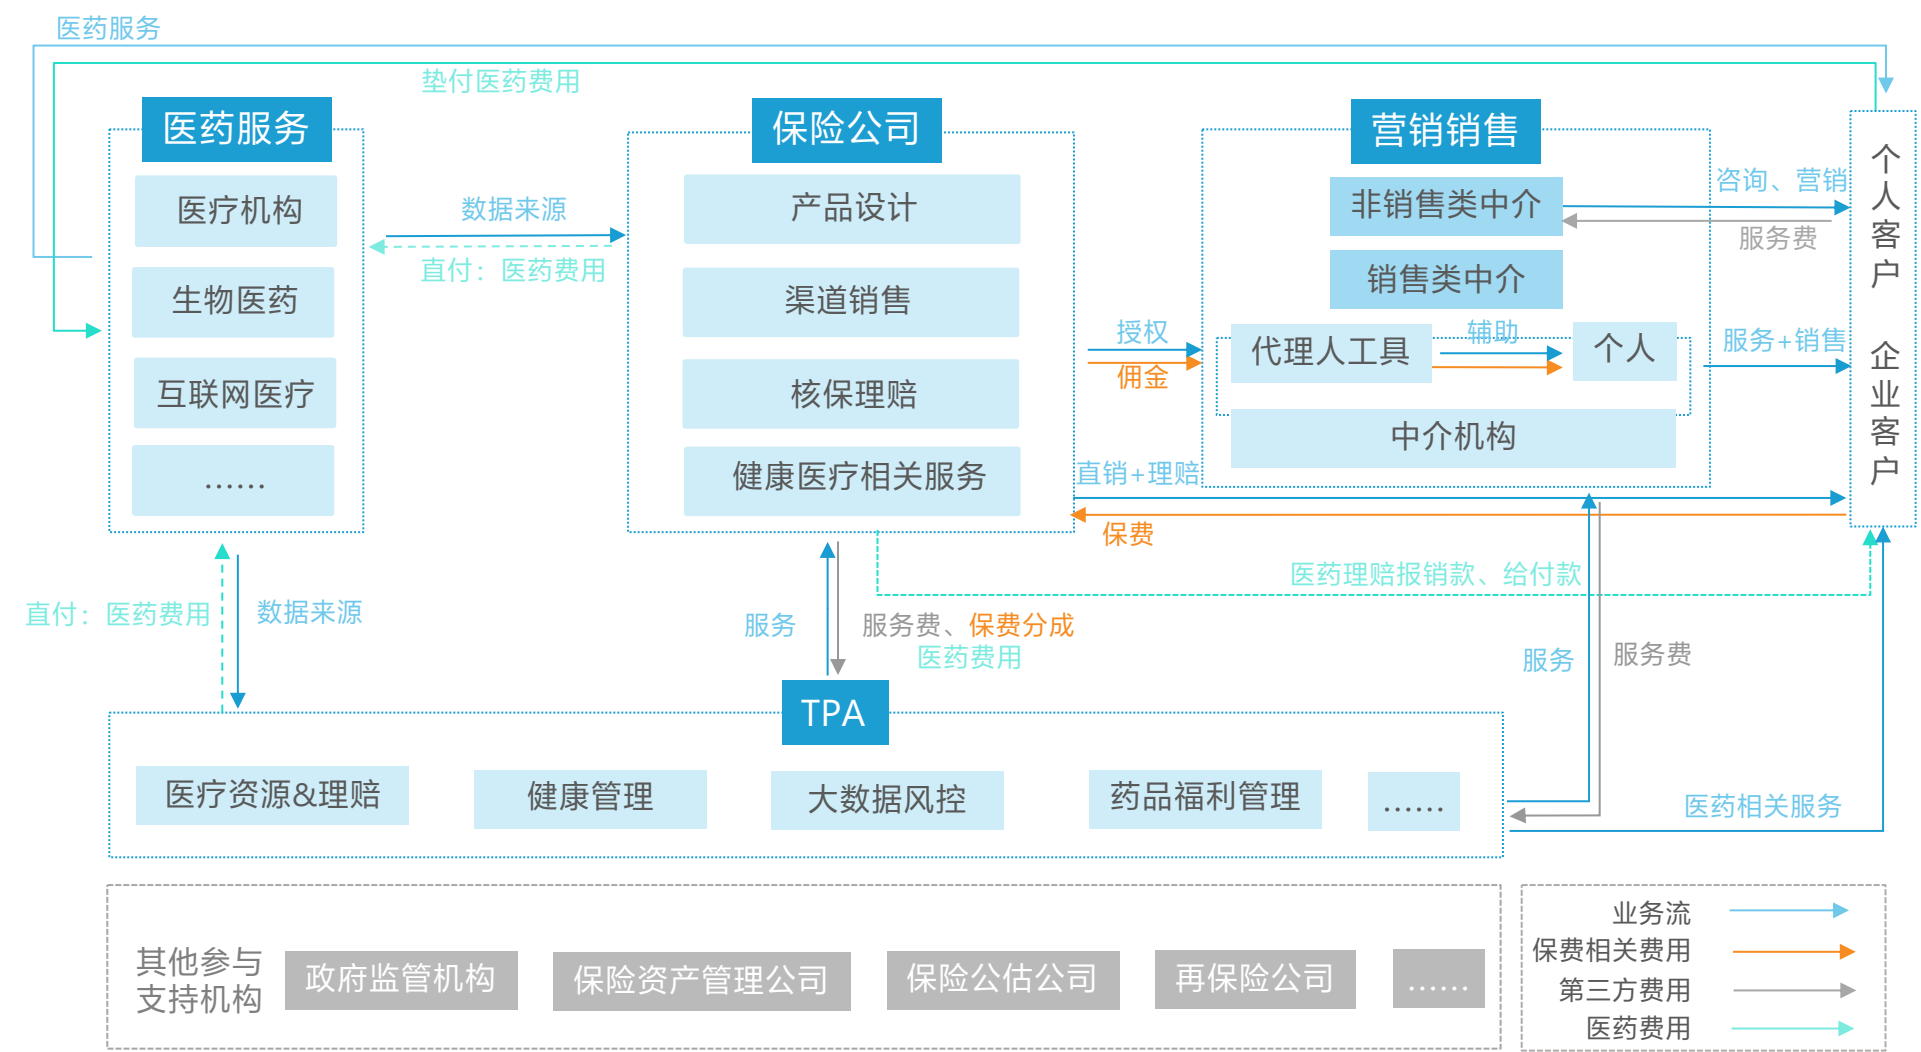 医药服务
垫付医药费用
医药服务
医疗机构
生物医药
互联网医疗
……
数据来源
直付：医药费用
保险公司
产品设计
渠道销售
核保理赔
健康医疗相关服务
授权
佣金
直销+理赔
保费
营销销售
非销售类中介
销售类中介
代理人工具
辅助
个人
中介机构
咨询、营销
服务费
服务+销售
个人客户
企业客户
医药理赔报销款、给付款
直付：医药费用
数据来源
服务
服务费、保费分成
医药费用
服务
服务费
医药相关服务
TPA
医疗资源&理赔
健康管理
大数据风控
药品福利管理
……
其他参与
支持机构
政府监管机构
保险资产管理公司
保险公估公司
再保险公司
……
业务流
保费相关费用
第三方费用
医药费用